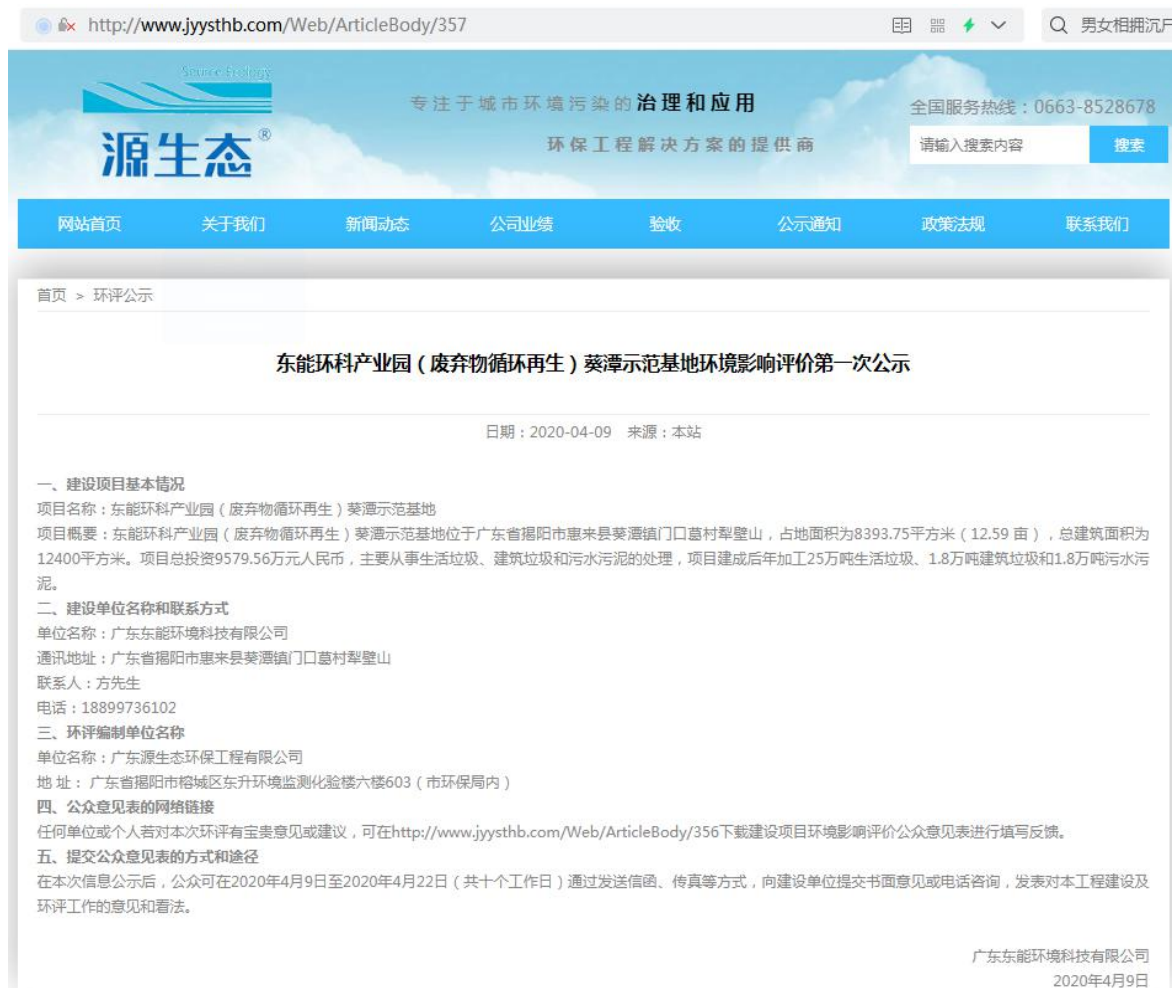 http://www.jyysthb.com/Web/ArticleBody/357
男女相拥沉尸
Source Ecology
源生态®
专注于城市环境污染的治理和应用
环保工程解决方案的提供商
全国服务热线：0663-8528678
请输入搜素内容
搜素
网站首页 关于我们 新闻动态 公司业绩 验收 公示通知 政策法规 联系我们
首页 > 环评公示
东能环科产业园（废弃物循环再生）葵潭示范基地环境影响评价第一次公示
日期：2020-04-09 来源：本站
一、建设项目基本情况
项目名称：东能环科产业园（废弃物循环再生）葵潭示范基地
项目概要：东能环科产业园（废弃物循环再生）葵潭示范基地位于广东省揭阳市惠来县葵潭镇门口葛村犁壁山，占地面积为8393.75平方米（12.59 亩），总建筑面积为
12400平方米。项目总投资9579.56万元人民币，主要从事生活垃圾、建筑垃圾和污水污泥的处理，项目建成后年加工25万吨生活垃圾、1.8万吨建筑垃圾和1.8万吨污水污
泥。
二、建设单位名称和联系方式
单位名称：广东东能环境科技有限公司
通讯地址：广东省揭阳市惠来县葵潭镇门口葛村犁壁山
联系人：方先生
电话：18899736102
三、环评编制单位名称
单位名称：广东源生态环保工程有限公司
地 址： 广东省揭阳市榕城区东升环境监测化验楼六楼603（市环保局内）
四、公众意见表的网络链接
任何单位或个人若对本次环评有宝贵意见或建议，可在http://www.jyysthb.com/Web/ArticleBody/356下载建设项目环境影响评价公众意见表进行填写反馈。
五、提交公众意见表的方式和途径
在本次信息公示后，公众可在2020年4月9日至2020年4月22日（共十个工作日）通过发送信函、传真等方式，向建设单位提交书面意见或电话咨询，发表对本工程建设及
环评工作的意见和看法。
广东东能环境科技有限公司
2020年4月9日